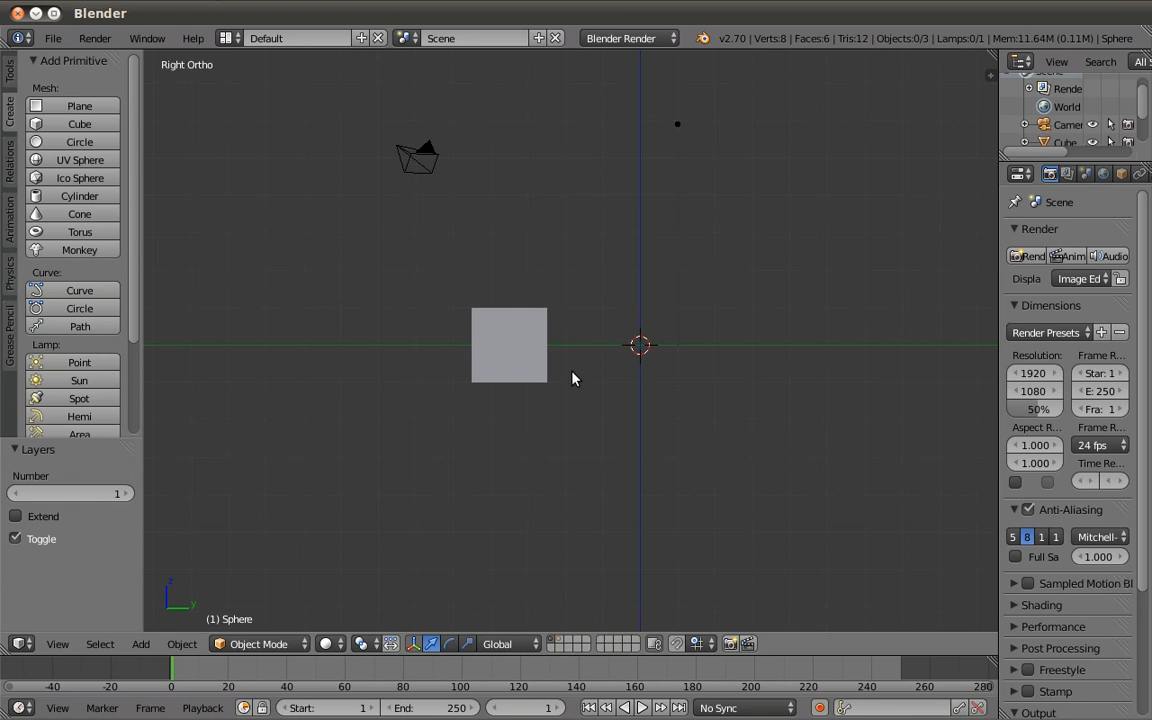 Blender
File Render Window Help Default Scene Blender Render v2.70 | Verts:8 | Faces:6 | Tris:12 | Objects:0/3 | Lamps:0/1 | Mem:11.64M (0.11M) | Sphere
Add Primitive
Mesh:
Plane
Cube
Circle
UV Sphere
Ico Sphere
Cylinder
Cone
Torus
Monkey
Curve:
Curve
Circle
Path
Lamp:
Point
Sun
Spot
Hemi
Area
Tools
Create
Relations
Animation
Physics
Grease Pencil
Layers
Number
1
Extend
Toggle
Right Ortho
z
y
(1) Sphere
View Search All S
Rende
World
Camer
Cube
Scene
Render
Rend Anim Audio
Displa Image Ed
Dimensions
Render Presets
Resolution: Frame R...
1920 Star: 1
1080 E: 250
50% Fra: 1
Aspect R... Frame R...
1.000 24 fps
1.000 Time Re...
Anti-Aliasing
5 8 1 1 Mitchell-
Full Sa 1.000
Sampled Motion Bl
Shading
Performance
Post Processing
Freestyle
Stamp
Output
View Select Add Object Object Mode Global
-40 -20 0 20 40 60 80 100 120 140 160 180 200 220 240 260 280
View Marker Frame Playback Start: 1 End: 250 1 No Sync